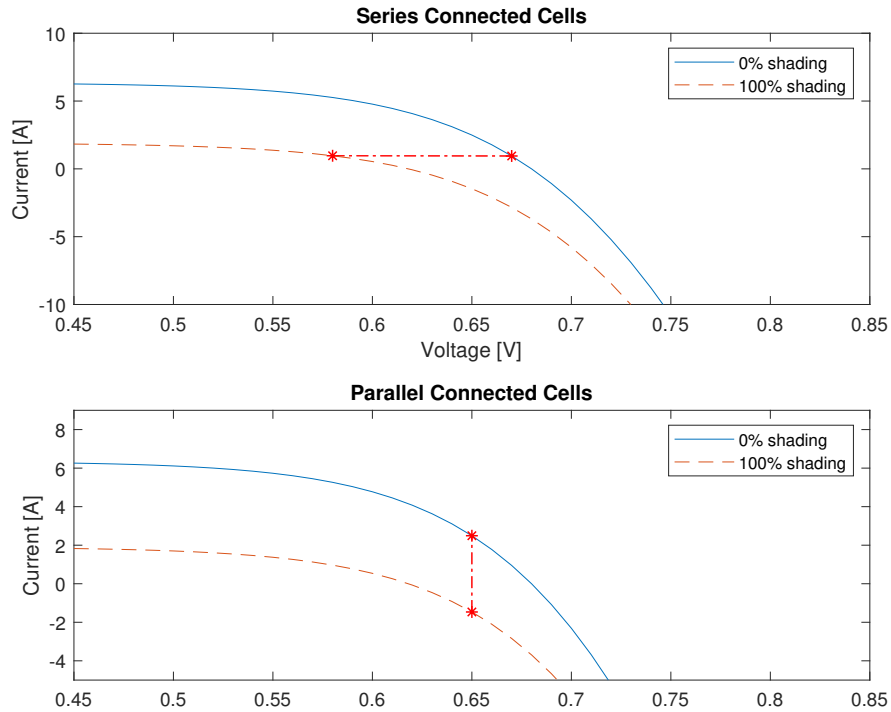 Series Connected Cells
10
5
0
-5
-10
Current [A]
0% shading
100% shading
0.45 0.5 0.55 0.6 0.65 0.7 0.75 0.8 0.85
Voltage [V]
Parallel Connected Cells
8
6
4
2
0
-2
-4
Current [A]
0% shading
100% shading
0.45 0.5 0.55 0.6 0.65 0.7 0.75 0.8 0.85